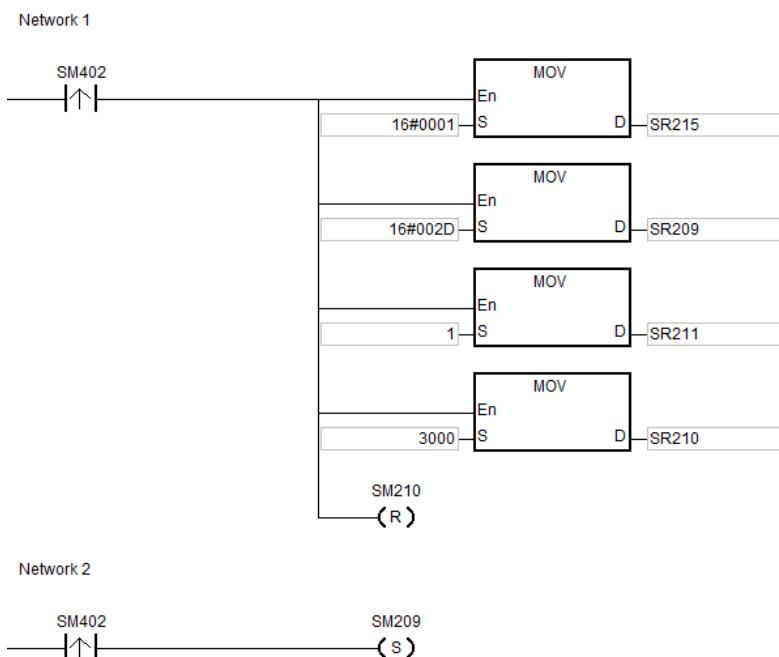 Network 1
SM402
MOV
En
16#0001 S D SR215
MOV
En
16#002D S D SR209
MOV
En
1 S D SR211
MOV
En
3000 S D SR210
SM210
R
Network 2
SM402 SM209
S